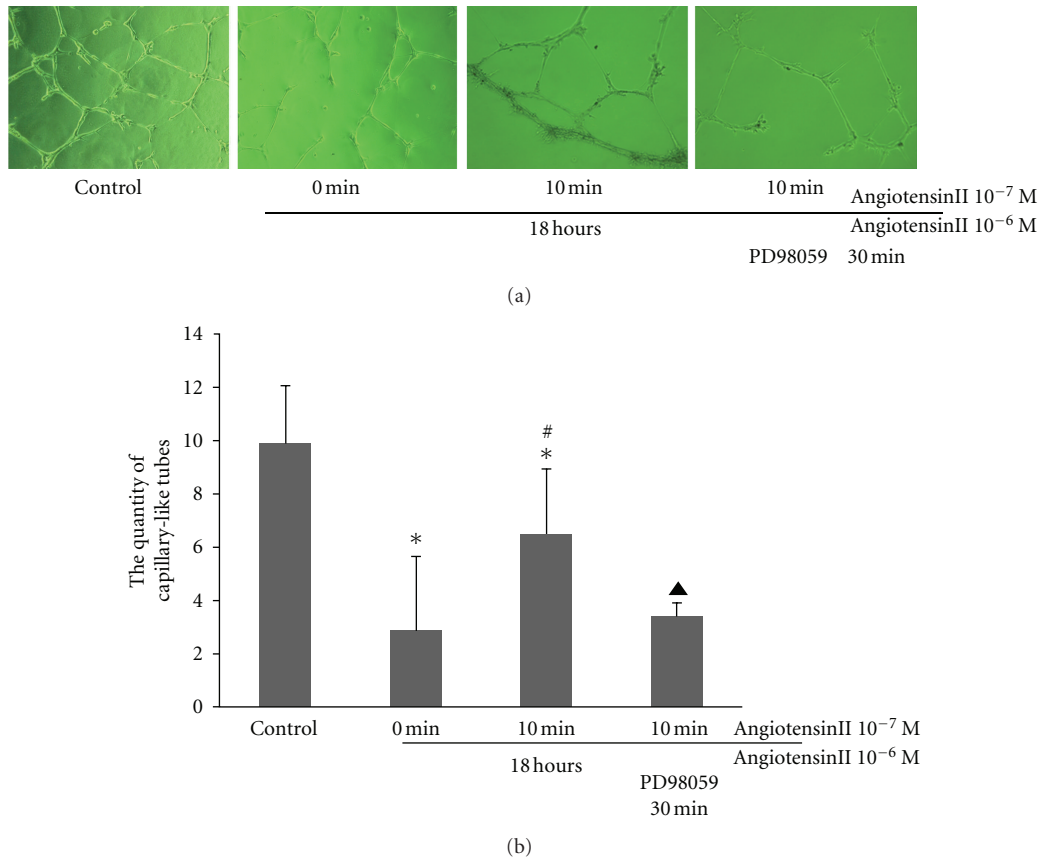 Control
0 min
10 min
10 min
AngiotensinII 10⁻⁷ M
18 hours
AngiotensinII 10⁻⁶ M
PD98059 30 min
(a)
The quantity of
capillary-like tubes
14
12
10
8
6
4
2
0
*
#
*
▲
Control
0 min
10 min
10 min
AngiotensinII 10⁻⁷ M
18 hours
AngiotensinII 10⁻⁶ M
PD98059
30 min
(b)